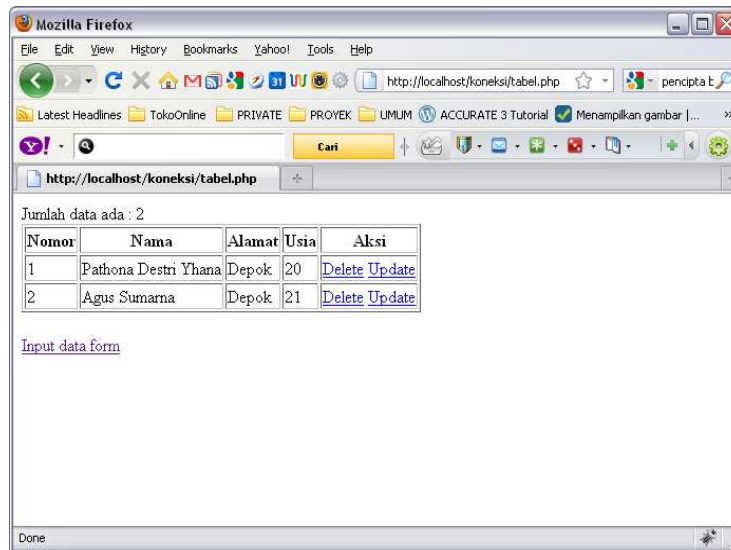 Mozilla Firefox
File Edit View History Bookmarks Yahoo! Tools Help
http://localhost/koneksi/tabel.php pencipta t
Latest Headlines TokoOnline PRIVATE PROYEK UMUM ACCURATE 3 Tutorial Menampilkan gambar |... »
Y! Cari
http://localhost/koneksi/tabel.php
Jumlah data ada : 2
Nomor Nama Alamat Usia Aksi
1 Pathona Destri Yhana Depok 20 Delete Update
2 Agus Sumarna Depok 21 Delete Update
Input data form
Done